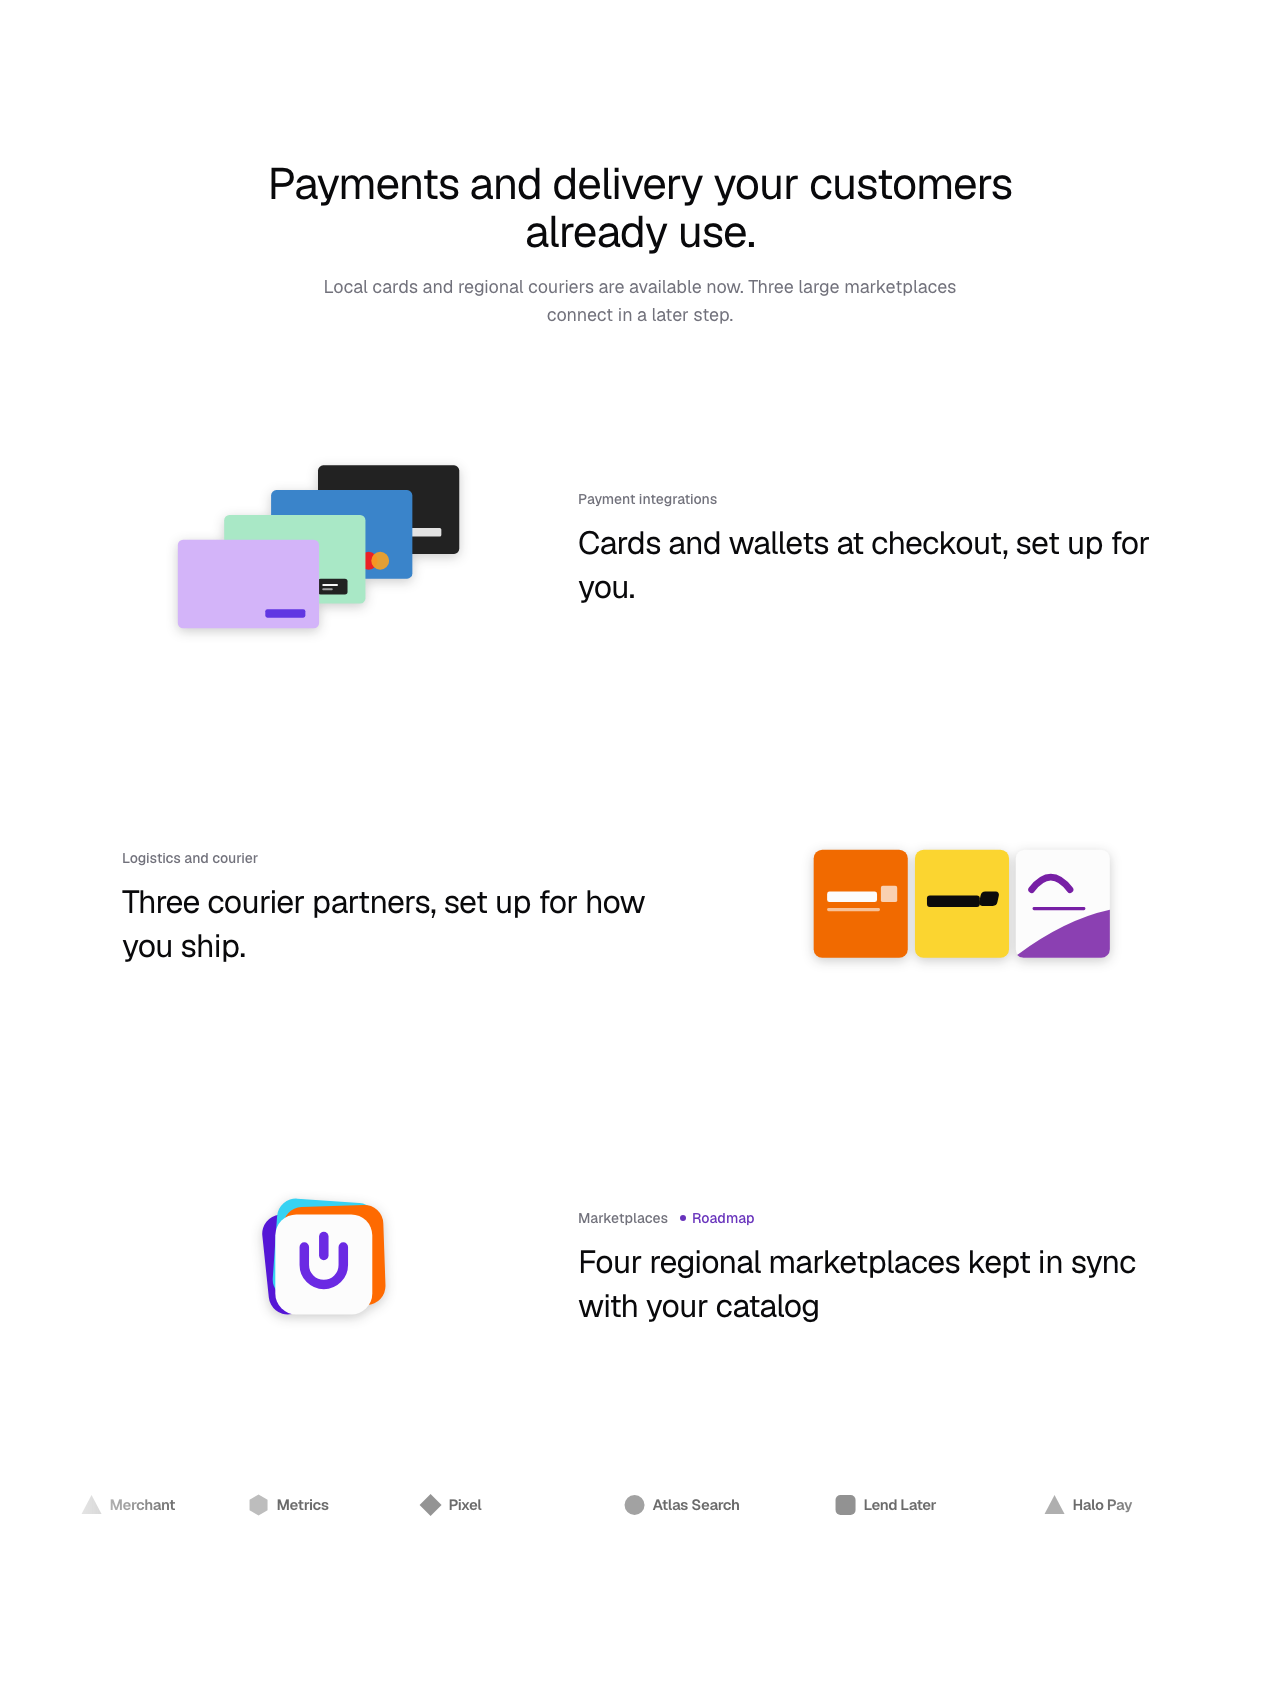 Payments and delivery your customers
already use.
Local cards and regional couriers are available now. Three large marketplaces
connect in a later step.
Payment integrations
Cards and wallets at checkout, set up for
you.
Logistics and courier
Three courier partners, set up for how
you ship.
Marketplaces • Roadmap
Four regional marketplaces kept in sync
with your catalog
Merchant
Metrics
Pixel
Atlas Search
Lend Later
Halo Pay